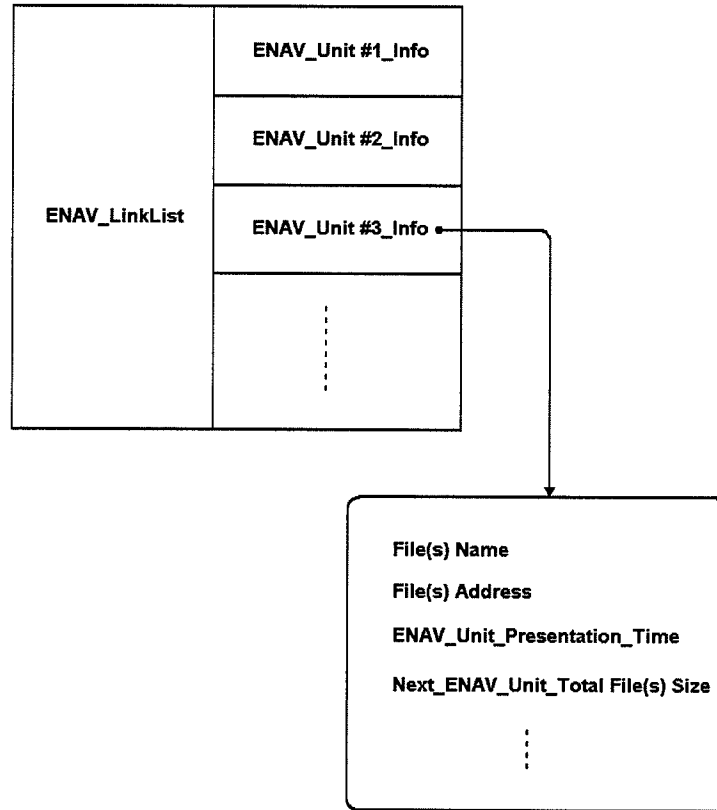 ENAV_Unit #1_Info
ENAV_Unit #2_Info
ENAV_LinkList
ENAV_Unit #3_Info
File(s) Name
File(s) Address
ENAV_Unit_Presentation_Time
Next_ENAV_Unit_Total File(s) Size